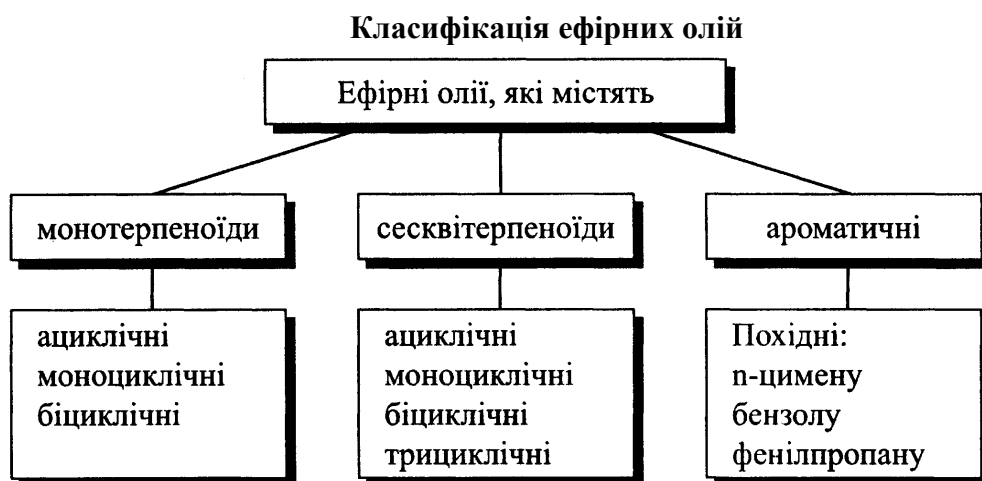 Класифікація ефірних олій
Ефірні олії, які містять
монотерпеноїди
сесквітерпеноїди
ароматичні
ациклічні
моноциклічні
біциклічні
ациклічні
моноциклічні
біциклічні
трициклічні
Похідні:
n-цимену
бензолу
фенілпропану